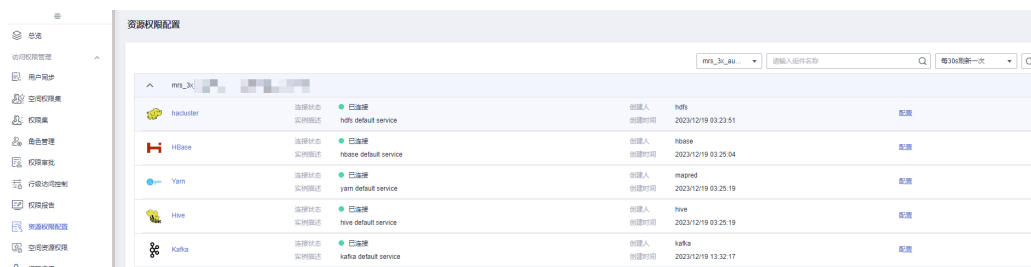 总览
访问权限管理
用户同步
空间权限集
权限集
角色管理
权限审批
行级访问控制
权限报告
资源权限配置
空间资源权限
资源权限配置
mrs_3x_au... 请输入组件名称 每30s刷新一次
mrs_3x
hacluster 连接状态 已连接 创建人 hdfs 配置
实例描述 hdfs default service 创建时间 2023/12/19 03:23:51
HBase 连接状态 已连接 创建人 hbase 配置
实例描述 hbase default service 创建时间 2023/12/19 03:25:04
Yarn 连接状态 已连接 创建人 mapred 配置
实例描述 yarn default service 创建时间 2023/12/19 03:25:19
Hive 连接状态 已连接 创建人 hive 配置
实例描述 hive default service 创建时间 2023/12/19 03:25:19
Kafka 连接状态 已连接 创建人 kafka 配置
实例描述 kafka default service 创建时间 2023/12/19 13:32:17